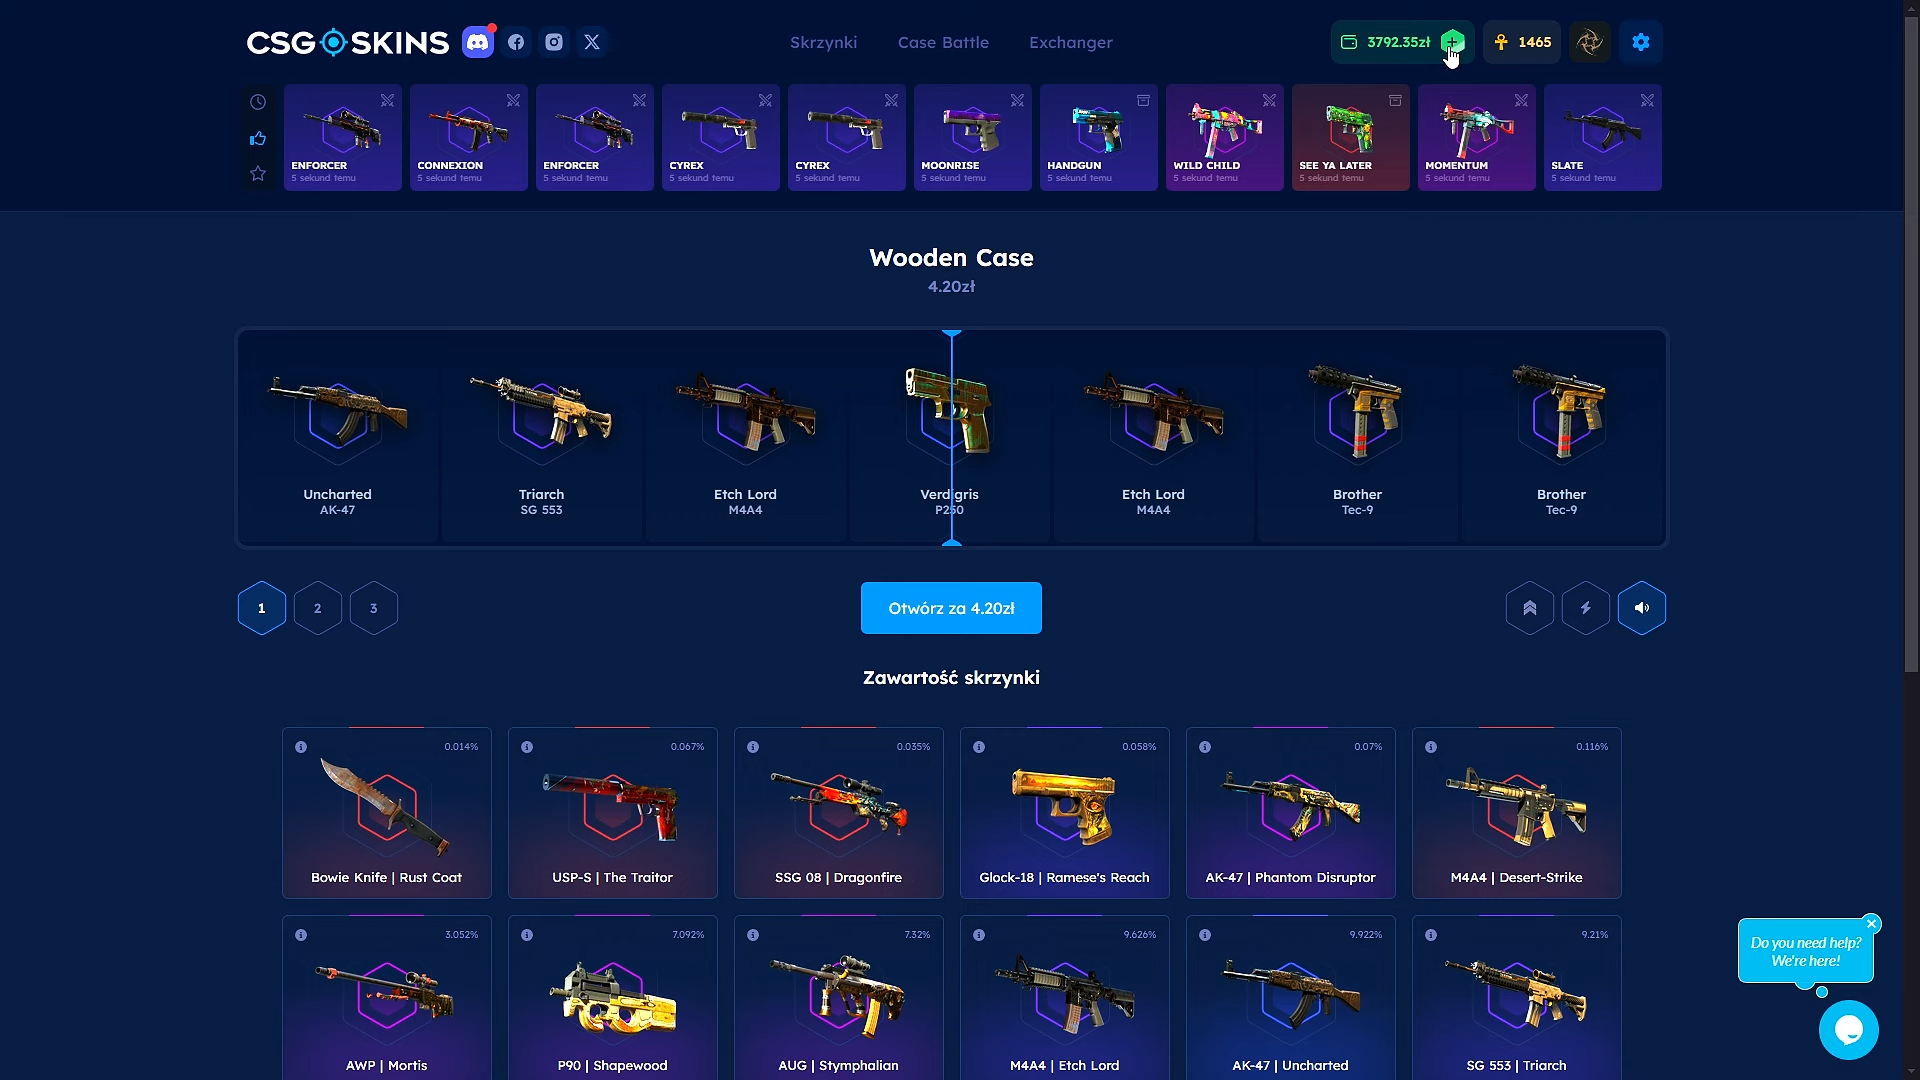 CSG SKINS
Skrzynki
Case Battle
Exchanger
3792.35zł
1465
ENFORCER
5 sekund temu
CONNEXION
5 sekund temu
ENFORCER
5 sekund temu
CYREX
5 sekund temu
CYREX
5 sekund temu
MOONRISE
5 sekund temu
HANDGUN
5 sekund temu
WILD CHILD
5 sekund temu
SEE YA LATER
5 sekund temu
MOMENTUM
5 sekund temu
SLATE
5 sekund temu
Wooden Case
4.20zł
Uncharted
AK-47
Triarch
SG 553
Etch Lord
M4A4
Verdigris
P250
Etch Lord
M4A4
Brother
Tec-9
Brother
Tec-9
1
2
3
Otwórz za 4.20zł
Zawartość skrzynki
0.014%
Bowie Knife | Rust Coat
0.067%
USP-S | The Traitor
0.035%
SSG 08 | Dragonfire
0.058%
Glock-18 | Ramese's Reach
0.07%
AK-47 | Phantom Disruptor
0.116%
M4A4 | Desert-Strike
3.052%
AWP | Mortis
7.092%
P90 | Shapewood
7.32%
AUG | Stymphalian
9.626%
M4A4 | Etch Lord
9.922%
AK-47 | Uncharted
9.21%
SG 553 | Triarch
Do you need help?
We're here!